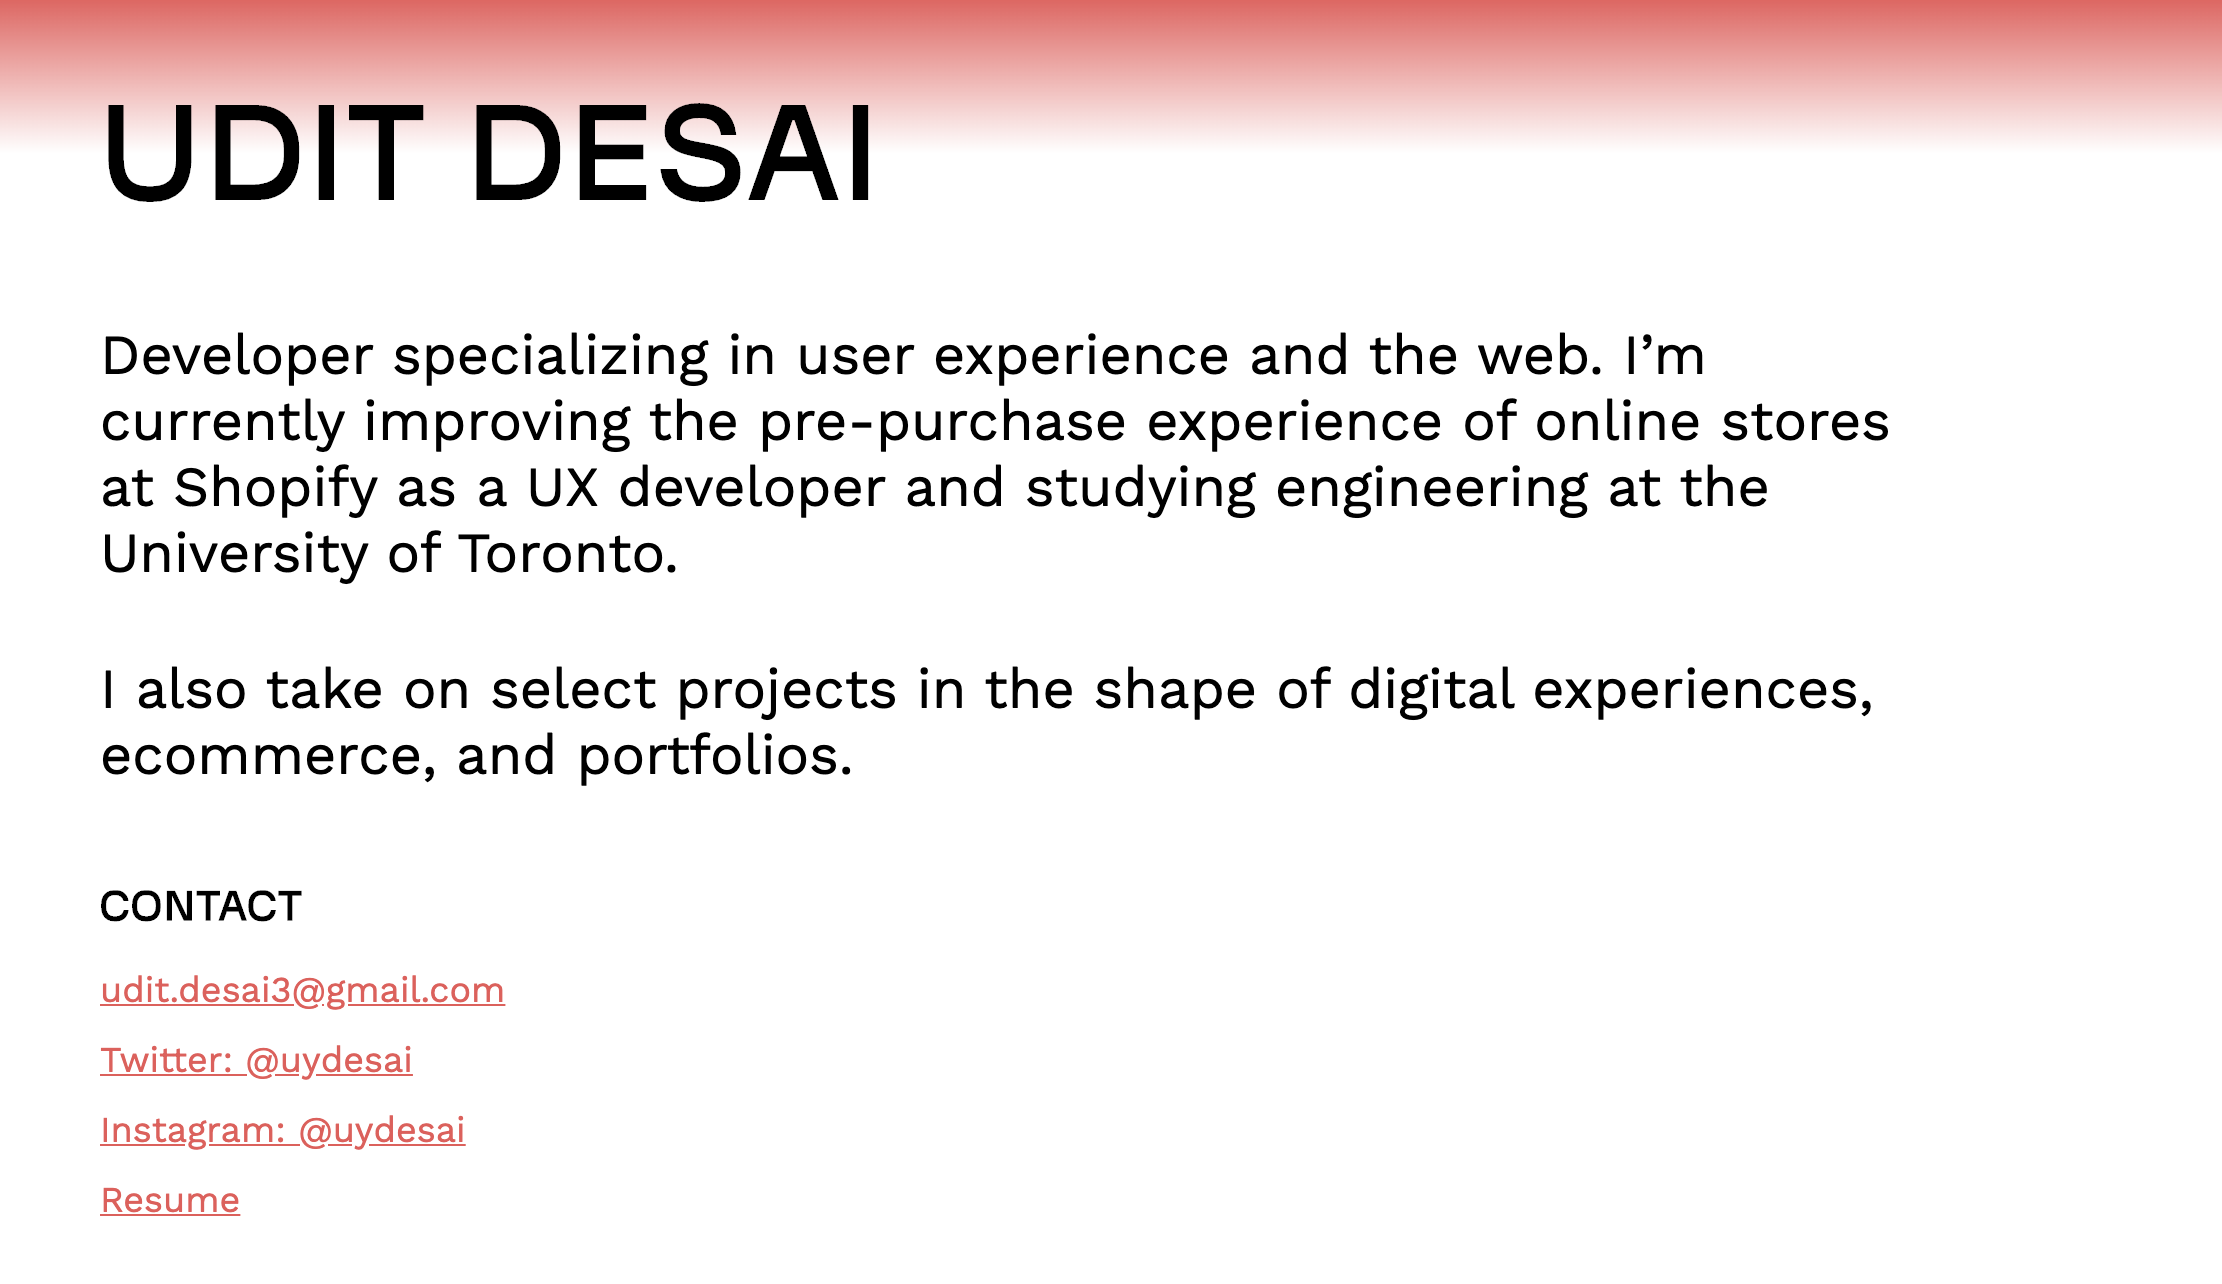 UDIT DESAI
Developer specializing in user experience and the web. I’m
currently improving the pre-purchase experience of online stores
at Shopify as a UX developer and studying engineering at the
University of Toronto.
I also take on select projects in the shape of digital experiences,
ecommerce, and portfolios.
CONTACT
udit.desai3@gmail.com
Twitter: @uydesai
Instagram: @uydesai
Resume